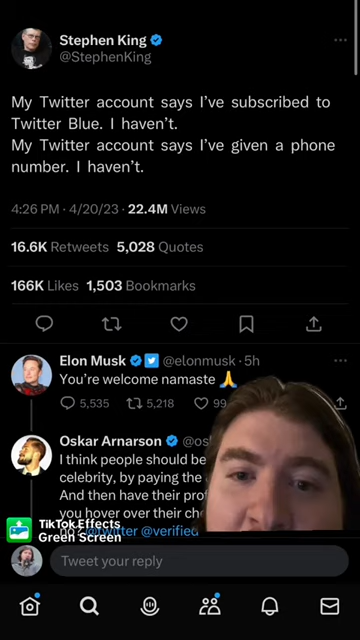 Stephen King
@StephenKing
My Twitter account says I've subscribed to
Twitter Blue. I haven't.
My Twitter account says I've given a phone
number. I haven't.
4:26 PM · 4/20/23 · 22.4M Views
16.6K Retweets 5,028 Quotes
166K Likes 1,503 Bookmarks
Elon Musk @elonmusk · 5h
You're welcome namaste 🙏
5,535 5,218 99
Oskar Arnarson
I think people should be
celebrity, by paying the
And then have their
you hover over their
@twitter @verified
TikTok Effects
Green Screen
Tweet your reply